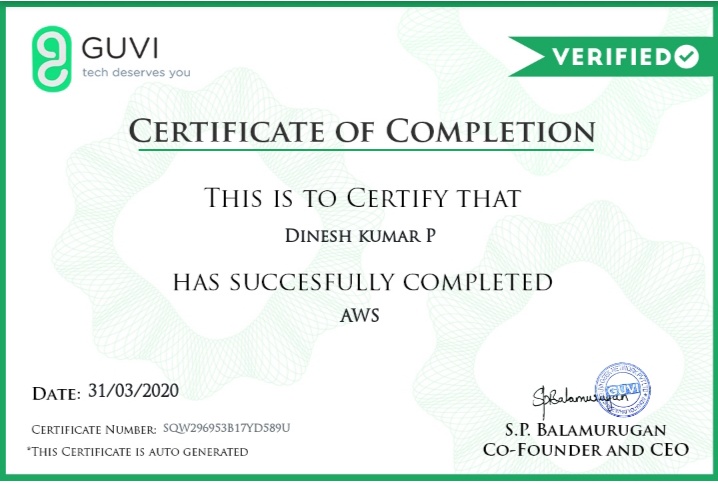 GUVI
tech deserves you
VERIFIED
CERTIFICATE OF COMPLETION
THIS IS TO CERTIFY THAT
DINESH KUMAR P
HAS SUCCESFULLY COMPLETED
AWS
DATE: 31/03/2020
CERTIFICATE NUMBER: SQW296953B17YD589U
*THIS CERTIFICATE IS AUTO GENERATED
SpBalamurugan
GUVI
S.P. BALAMURUGAN
CO-FOUNDER AND CEO